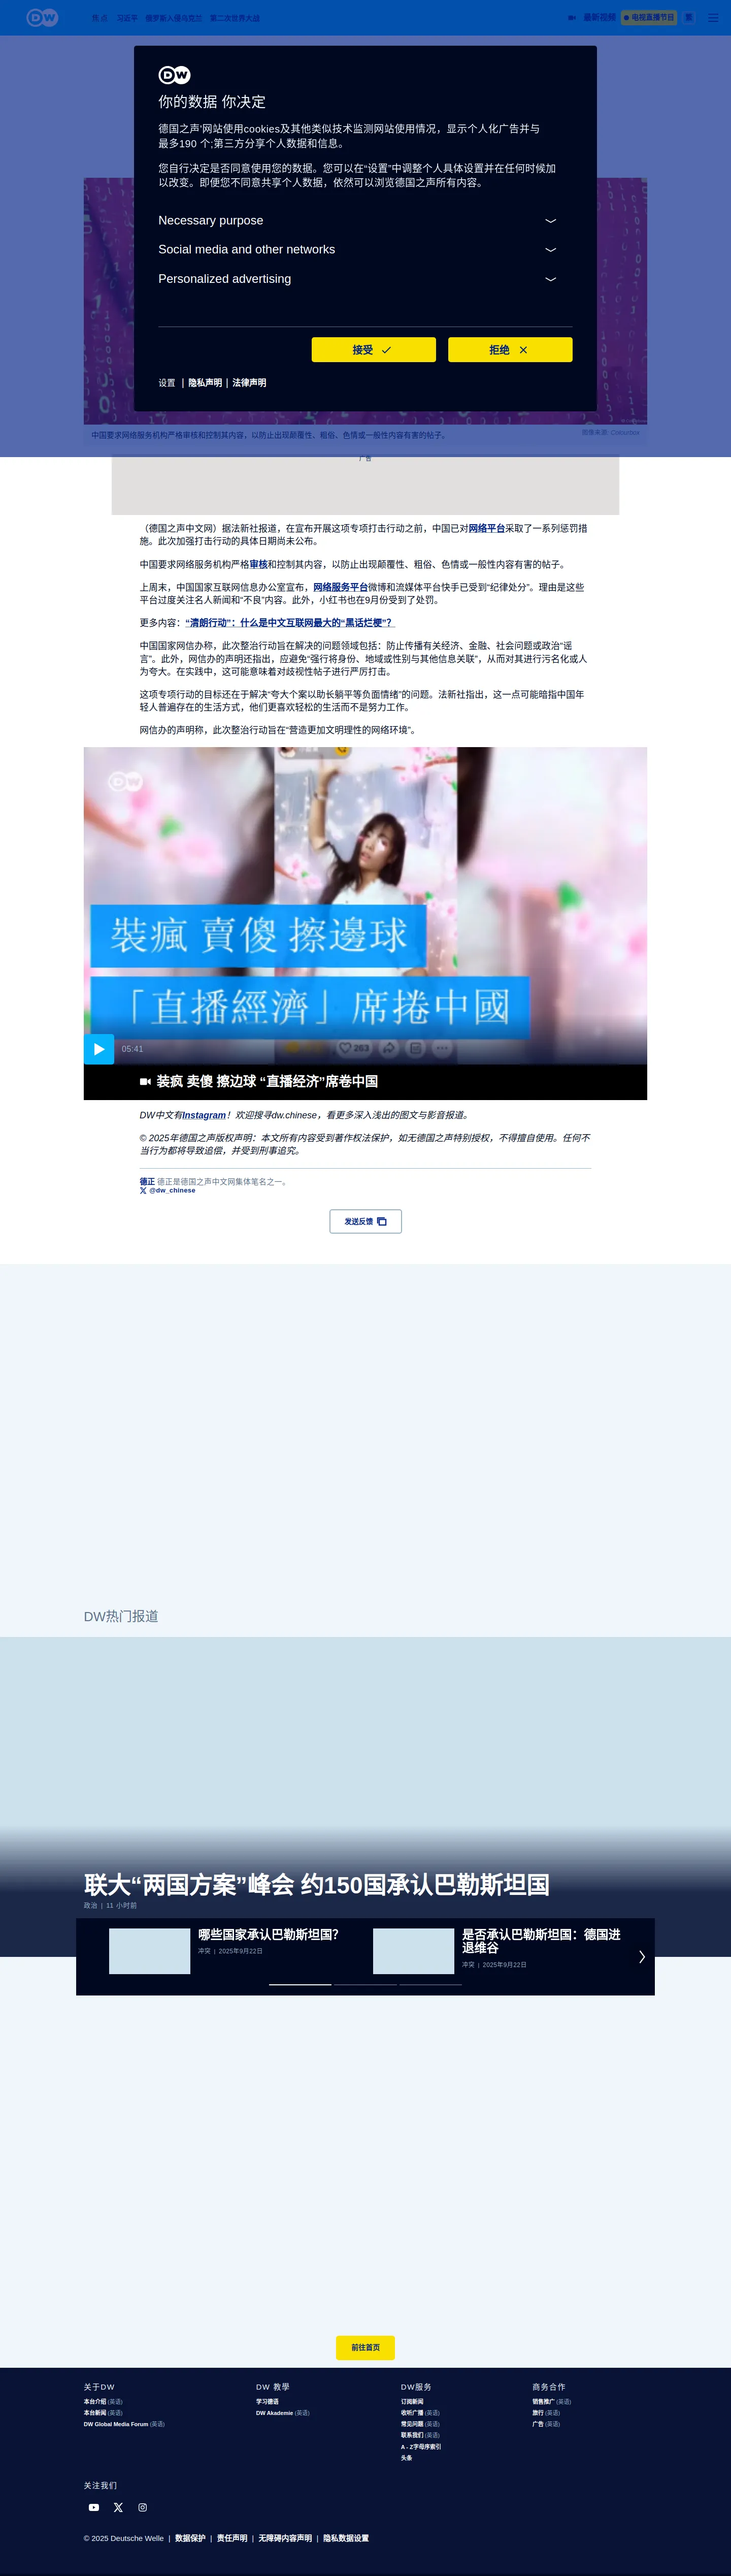 DW
热点 习近平 俄罗斯入侵乌克兰 第二次世界大战
最新视频 电视直播节目 繁
DW
你的数据 你决定
德国之声'网站使用cookies及其他类似技术监测网站使用情况，显示个人化广告并与
最多190 个;第三方分享个人数据和信息。
您自行决定是否同意使用您的数据。您可以在“设置”中调整个人具体设置并在任何时候加
以改变。即便您不同意共享个人数据，依然可以浏览德国之声所有内容。
Necessary purpose
Social media and other networks
Personalized advertising
接受
拒绝
设置 | 隐私声明 | 法律声明
中国要求网络服务机构严格审核和控制其内容，以防止出现颠覆性、粗俗、色情或一般性内容有害的帖子。
图像来源: Colourbox
广告
（德国之声中文网）据法新社报道，在宣布开展这项专项打击行动之前，中国已对网络平台采取了一系列惩罚措
施。此次加强打击行动的具体日期尚未公布。
中国要求网络服务机构严格审核和控制其内容，以防止出现颠覆性、粗俗、色情或一般性内容有害的帖子。
上周末，中国国家互联网信息办公室宣布，网络服务平台微博和流媒体平台快手已受到“纪律处分”。理由是这些
平台过度关注名人新闻和“不良”内容。此外，小红书也在9月份受到了处罚。
更多内容：“清朗行动”：什么是中文互联网最大的“黑话烂梗”？
中国国家网信办称，此次整治行动旨在解决的问题领域包括：防止传播有关经济、金融、社会问题或政治“谣
言”。此外，网信办的声明还指出，应避免“强行将身份、地域或性别与其他信息关联”，从而对其进行污名化或人
为夸大。在实践中，这可能意味着对歧视性帖子进行严厉打击。
这项专项行动的目标还在于解决“夸大个案以助长躺平等负面情绪”的问题。法新社指出，这一点可能暗指中国年
轻人普遍存在的生活方式，他们更喜欢轻松的生活而不是努力工作。
网信办的声明称，此次整治行动旨在“营造更加文明理性的网络环境”。
DW
裝瘋 賣傻 擦邊球
「直播經濟」席捲中國
263
05:41
装疯 卖傻 擦边球 “直播经济”席卷中国
DW中文有Instagram！欢迎搜寻dw.chinese，看更多深入浅出的图文与影音报道。
© 2025年德国之声版权声明：本文所有内容受到著作权法保护，如无德国之声特别授权，不得擅自使用。任何不
当行为都将导致追偿，并受到刑事追究。
德正 德正是德国之声中文网集体笔名之一。
@dw_chinese
发送反馈
DW热门报道
联大“两国方案”峰会 约150国承认巴勒斯坦国
政治 | 11 小时前
哪些国家承认巴勒斯坦国？
冲突 | 2025年9月22日
是否承认巴勒斯坦国：德国进
退维谷
冲突 | 2025年9月22日
前往首页
关于DW
本台介绍 (英语)
本台新闻 (英语)
DW Global Media Forum (英语)
DW 教學
学习德语
DW Akademie (英语)
DW服务
订阅新闻
收听广播 (英语)
常见问题 (英语)
联系我们 (英语)
A - Z字母序索引
头条
商务合作
销售推广 (英语)
旅行 (英语)
广告 (英语)
关注我们
© 2025 Deutsche Welle | 数据保护 | 责任声明 | 无障碍内容声明 | 隐私数据设置